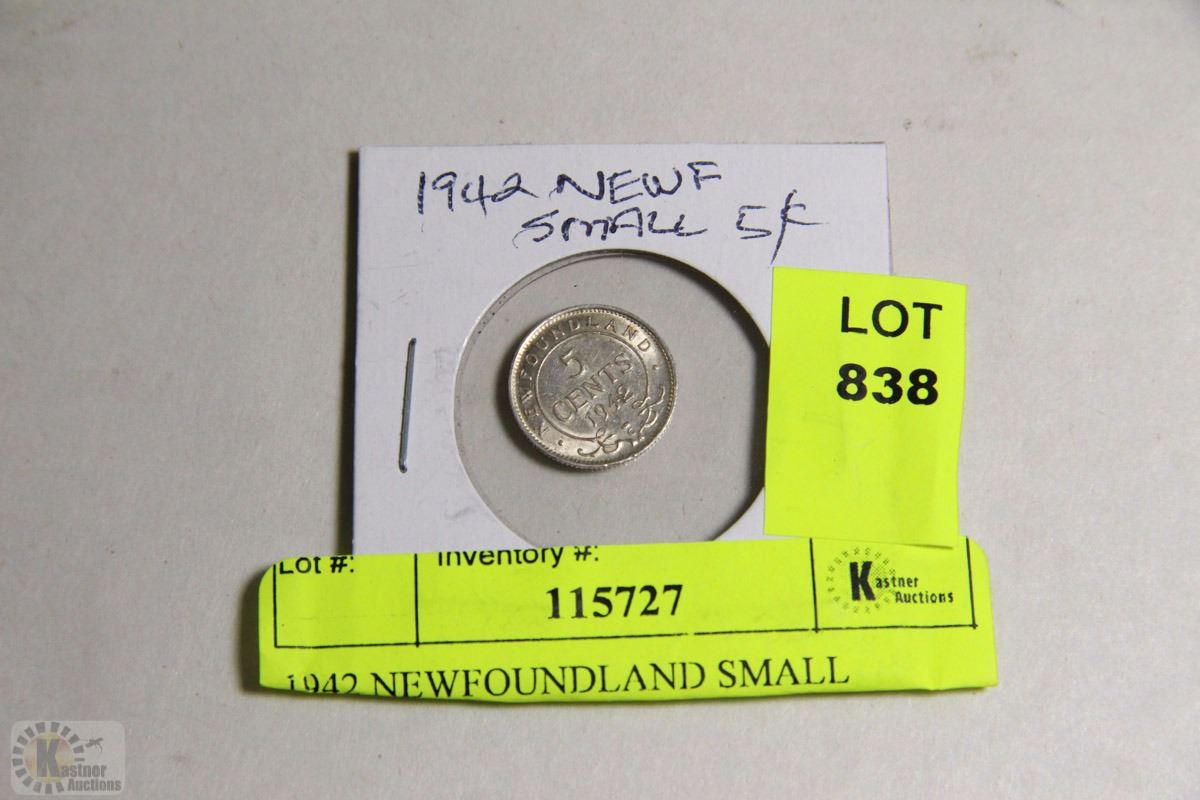 1942 NEWF
SMALL 5¢
NEWFOUNDLAND
5
CENTS
1942
LOT
838
Lot #:
Inventory #:
115727
Kastner
Auctions
1942 NEWFOUNDLAND SMALL
Kastner
Auctions